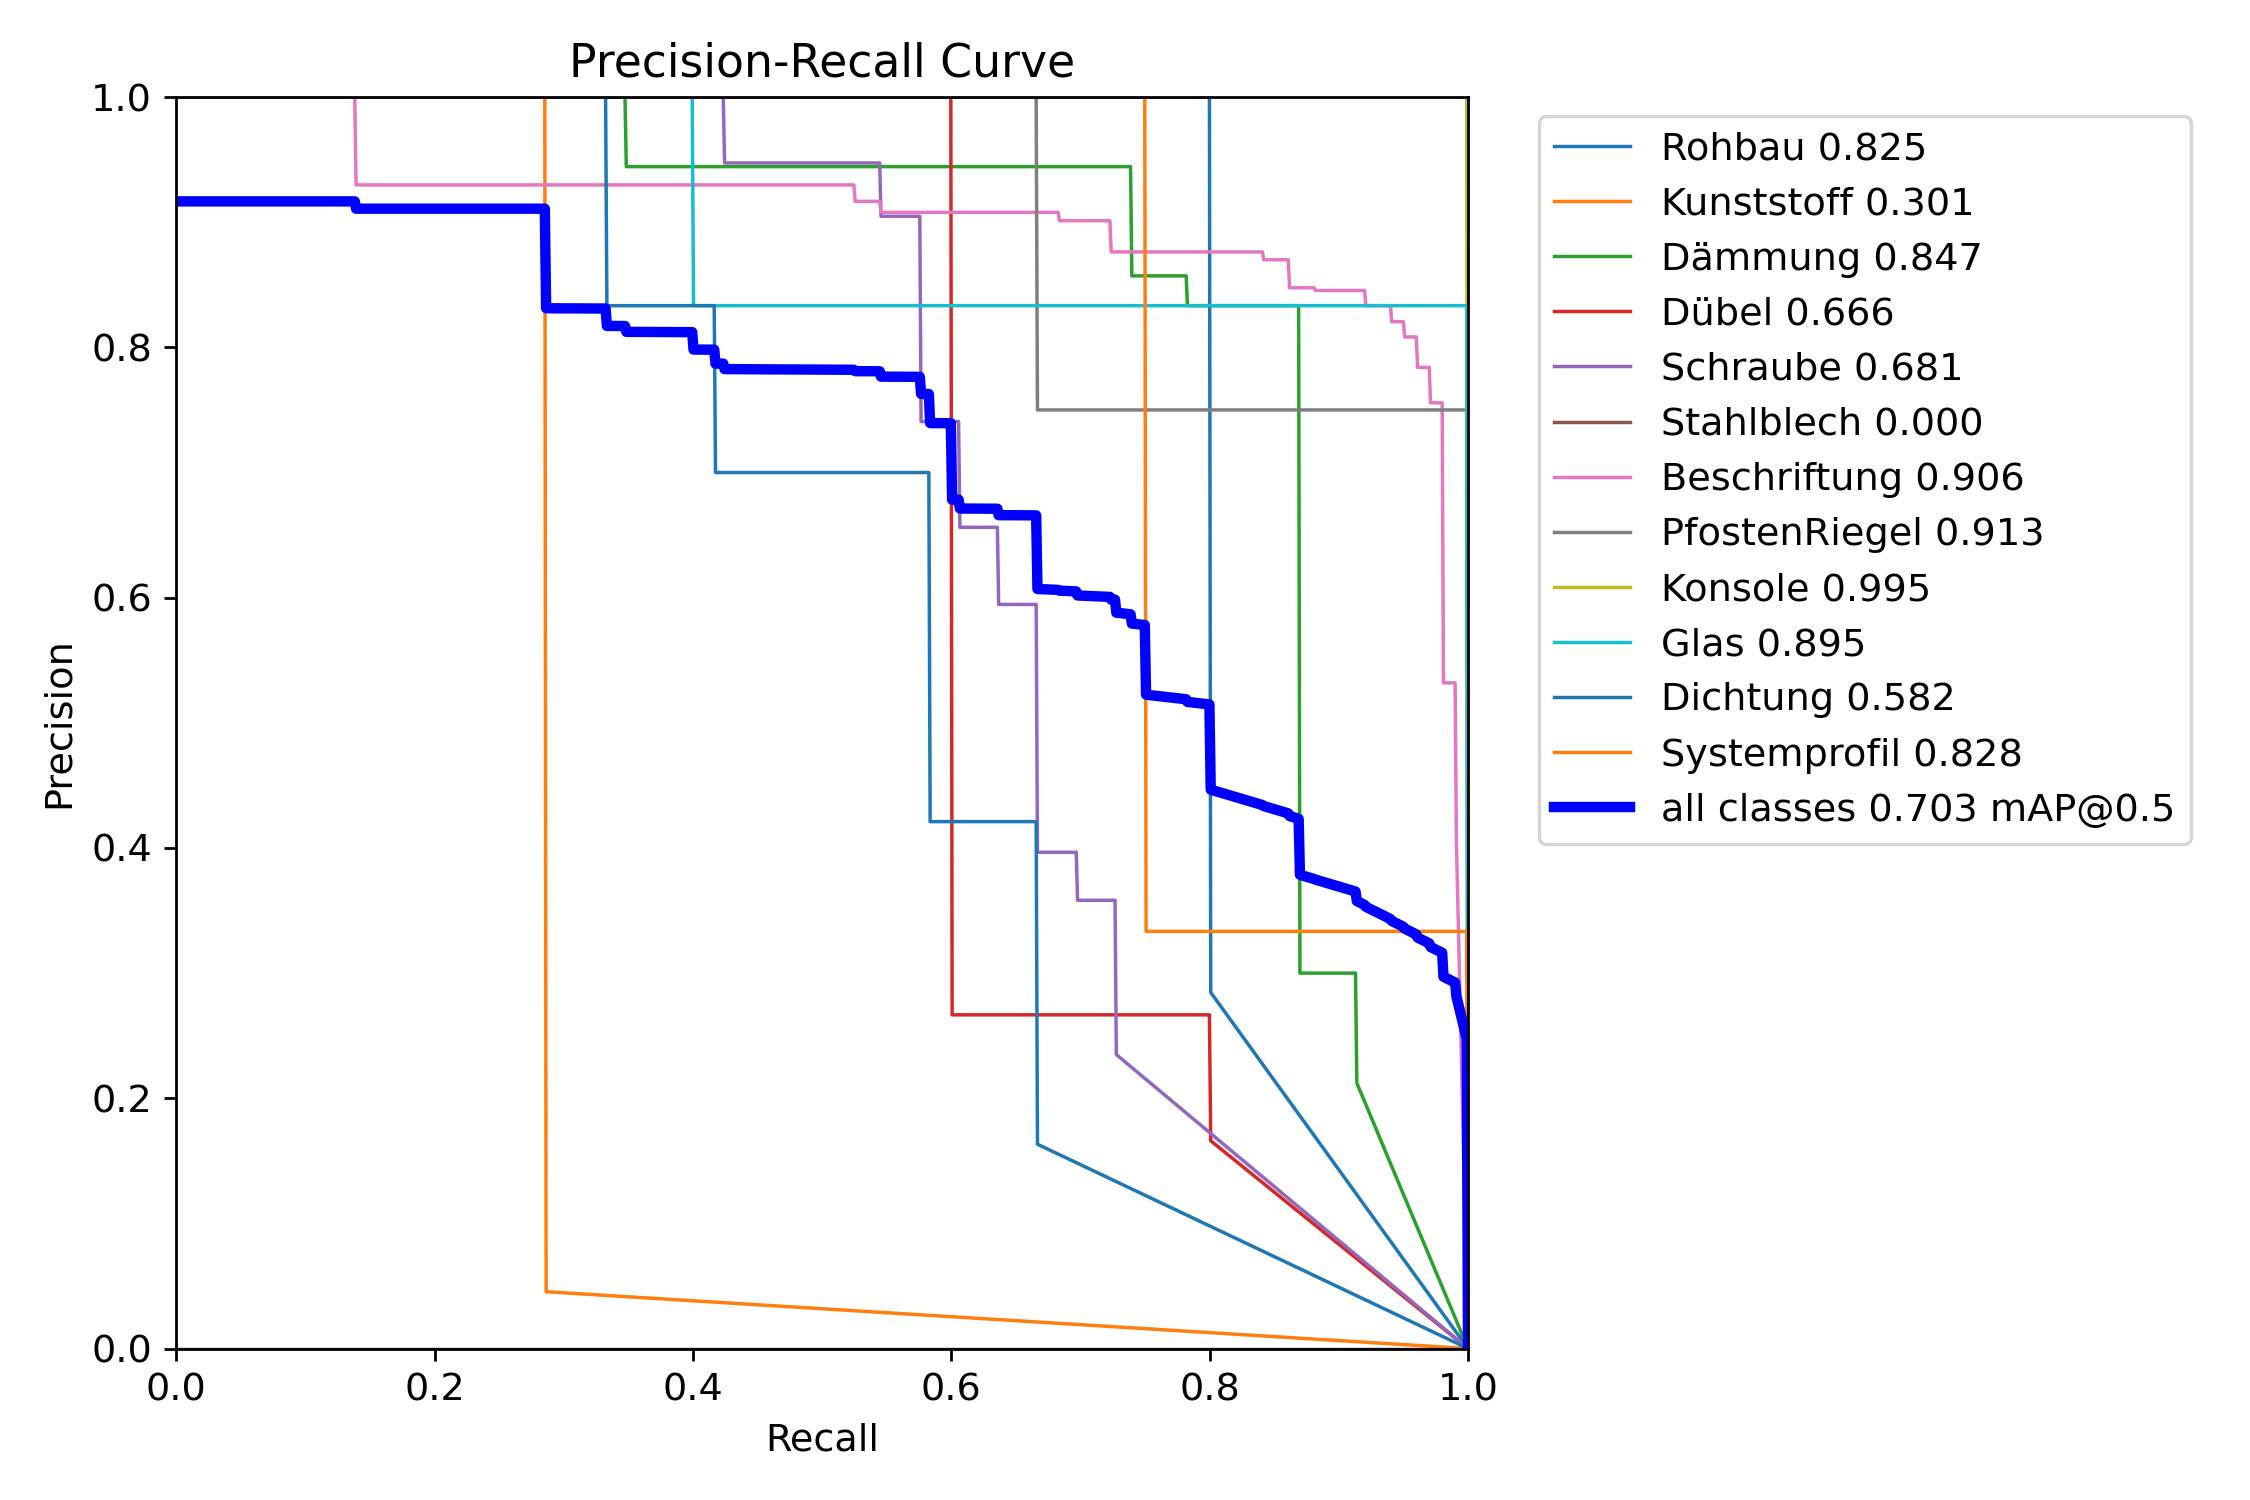 Precision-Recall Curve
1.0
0.8
0.6
0.4
0.2
0.0
Precision
0.0 0.2 0.4 0.6 0.8 1.0
Recall
Rohbau 0.825
Kunststoff 0.301
Dämmung 0.847
Dübel 0.666
Schraube 0.681
Stahlblech 0.000
Beschriftung 0.906
PfostenRiegel 0.913
Konsole 0.995
Glas 0.895
Dichtung 0.582
Systemprofil 0.828
all classes 0.703 mAP@0.5